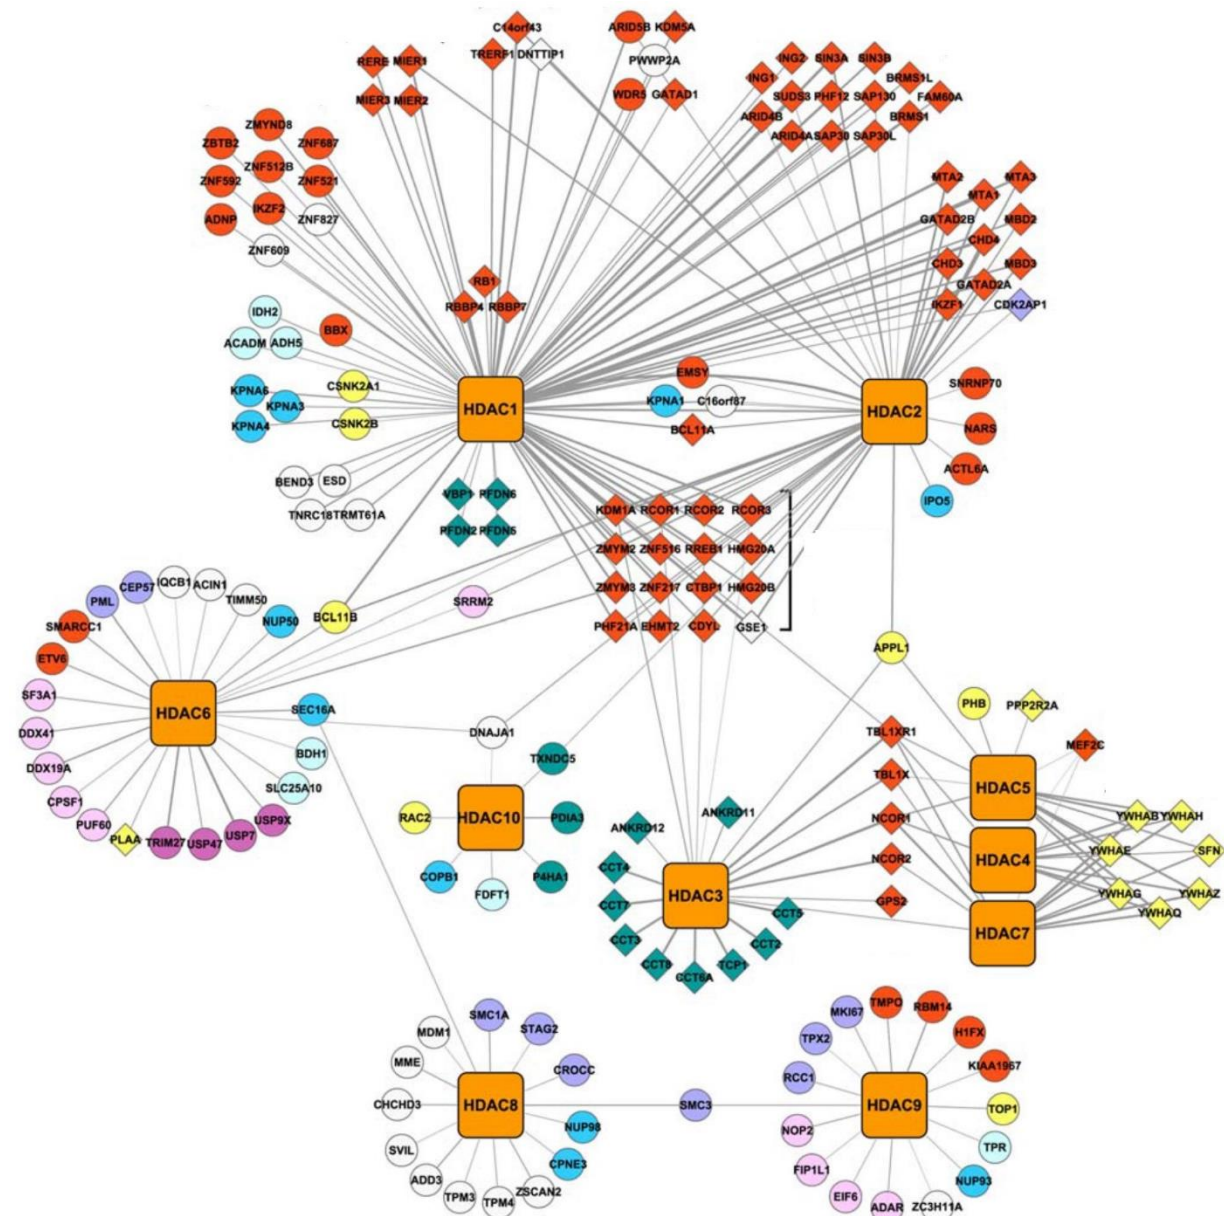 C14orf43
ARID5B KDM5A
TRERF1 DNTTIP1
RERE MIER1
PWWP2A
ING2 SIN3A SIN3B
ING1
BRMS1L
MIER3 MIER2
WDR5 GATAD1
SUDS3 PHF12 SAP130 FAM60A
ARID4B
BRMS1
ARID4A SAP30 SAP30L
ZMYND8
ZBTB2 ZNF687
ZNF512B
ZNF592 ZNF521
IKZF2
ADNP ZNF827
ZNF609
MTA2 MTA3
MTA1
GATAD2B MBD2
CHD4
CHD3 MBD3
GATAD2A
IKZF1 CDK2AP1
RB1
RBBP4 RBBP7
IDH2
BBX
ACADM ADH5
KPNA6 CSNK2A1
KPNA3
KPNA4 CSNK2B
HDAC1
EMSY
KPNA1 C16orf87
BCL11A
HDAC2
SNRNP70
NARS
ACTL6A
IPO5
BEND3 ESD
TNRC18 TRMT61A
VBP1 PFDN6
PFDN2 PFDN5
KDM1A RCOR1 RCOR2 RCOR3
ZMYM2 ZNF516 RREB1 HMG20A
ZMYM3 ZNF217 CTBP1 HMG20B
PHF21A EHMT2 CDYL GSE1
IQCB1 ACIN1
CEP57
PML TIMM50
SMARCC1 NUP50
BCL11B
SRRM2
ETV6
SF3A1
HDAC6
SEC16A
DDX41
BDH1
DDX19A
SLC25A10
CPSF1
PUF60 USP9X
PLAA TRIM27 USP47 USP7
APPL1
DNAJA1
TXNDC5
RAC2 HDAC10 PDIA3
COPB1 P4HA1
FDFT1
PHB PPP2R2A
TBL1XR1 MEF2C
TBL1X
HDAC5
ANKRD11
ANKRD12
NCOR1
YWHAB YWHAH
YWHAE SFN
NCOR2 HDAC4
CCT4
HDAC3
GPS2
YWHAG YWHAZ
YWHAQ
CCT7 CCT5
HDAC7
CCT3 CCT2
CCT8 TCP1
CCT6A
SMC1A
STAG2
MDM1
MME CROCC
CHCHD3 HDAC8 SMC3
NUP98
SVIL CPNE3
ADD3 ZSCAN2
TPM3 TPM4
TMPO
MKI67 RBM14
TPX2 H1FX
RCC1 KIAA1967
HDAC9 TOP1
NOP2
TPR
FIP1L1
NUP93
EIF6 ADAR ZC3H11A